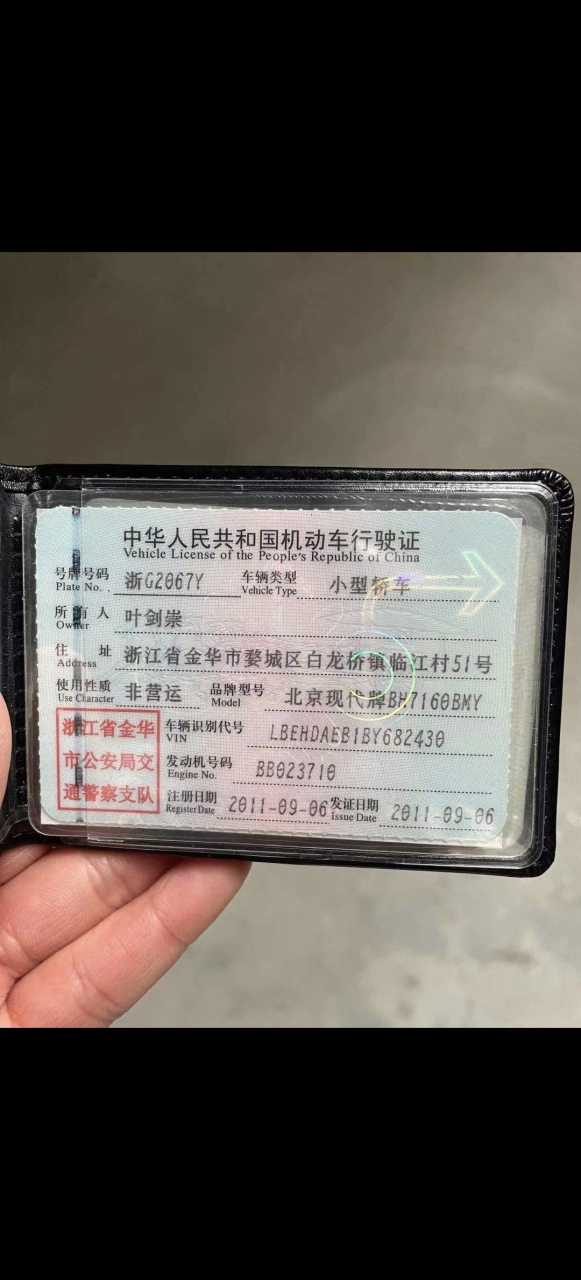 中华人民共和国机动车行驶证
Vehicle License of the People's Republic of China
号牌号码 浙G2067Y 车辆类型 小型轿车
Plate No. Vehicle Type
所有人 叶剑崇
Owner
住址 浙江省金华市婺城区白龙桥镇临江村51号
Address
使用性质 非营运 品牌型号 北京现代牌BH7160BMY
Use Character Model
浙江省金华
市公安局交
通警察支队
车辆识别代号 LBEHDAEB1BY682430
VIN
发动机号码 BB023710
Engine No.
注册日期 2011-09-06 发证日期 2011-09-06
Register Date Issue Date